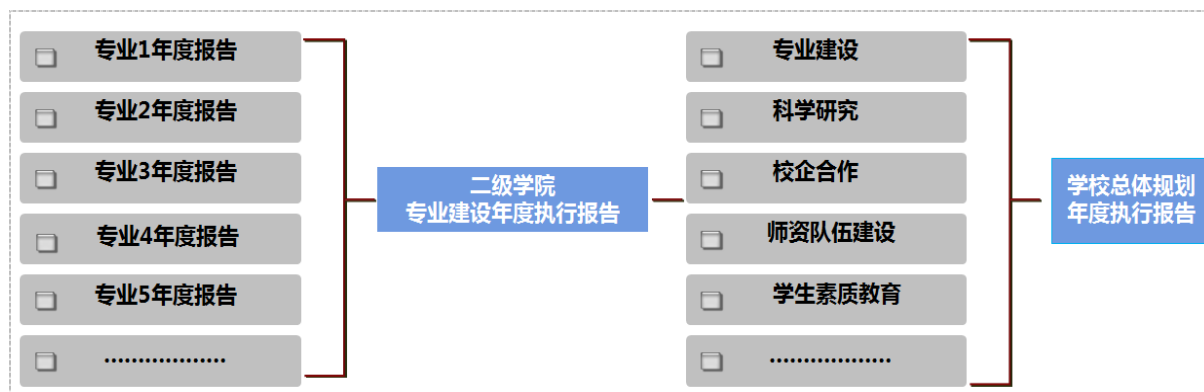 专业1年度报告
专业2年度报告
专业3年度报告
专业4年度报告
专业5年度报告
………………
二级学院
专业建设年度执行报告
专业建设
科学研究
校企合作
师资队伍建设
学生素质教育
………………
学校总体规划
年度执行报告